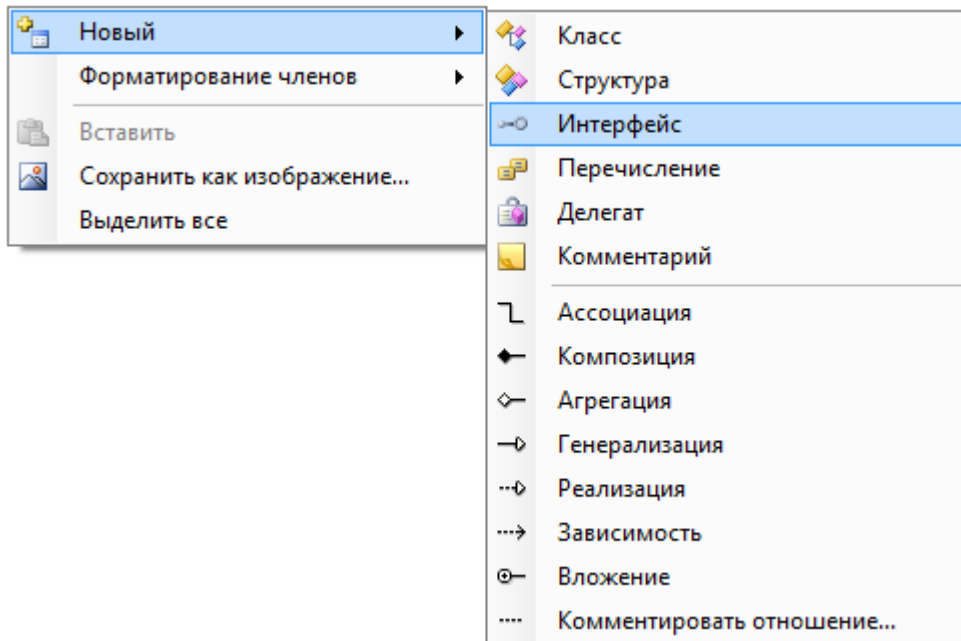 Новый
Форматирование членов
Вставить
Сохранить как изображение...
Выделить все
Класс
Структура
Интерфейс
Перечисление
Делегат
Комментарий
Ассоциация
Композиция
Агрегация
Генерализация
Реализация
Зависимость
Вложение
Комментировать отношение...